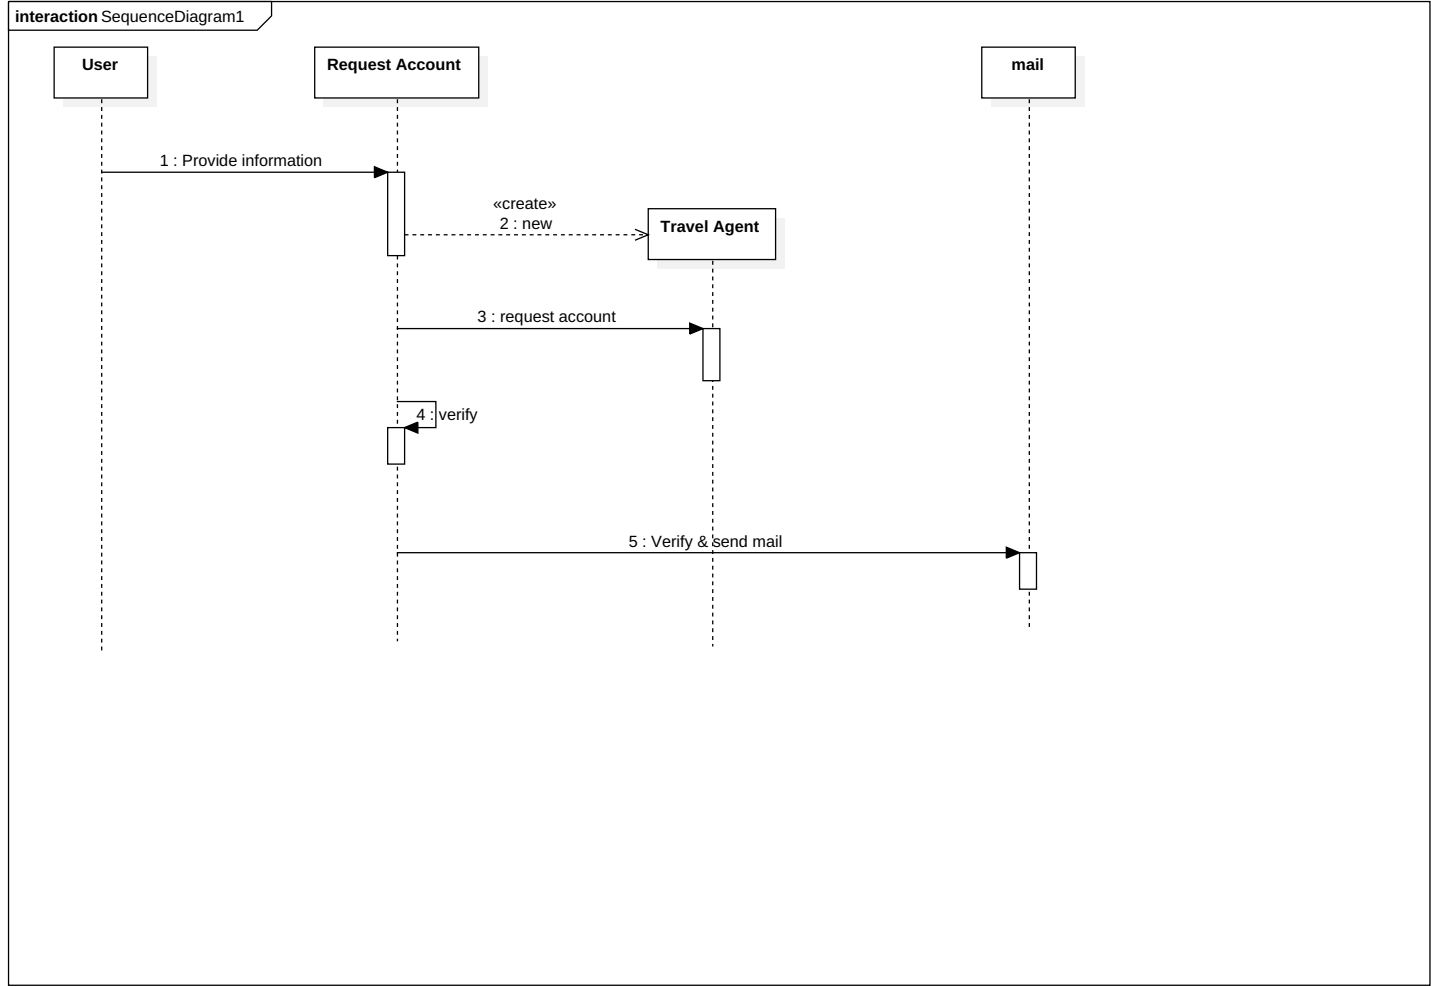 interaction SequenceDiagram1
User
Request Account
mail
1 : Provide information
«create»
2 : new
Travel Agent
3 : request account
4 : verify
5 : Verify & send mail